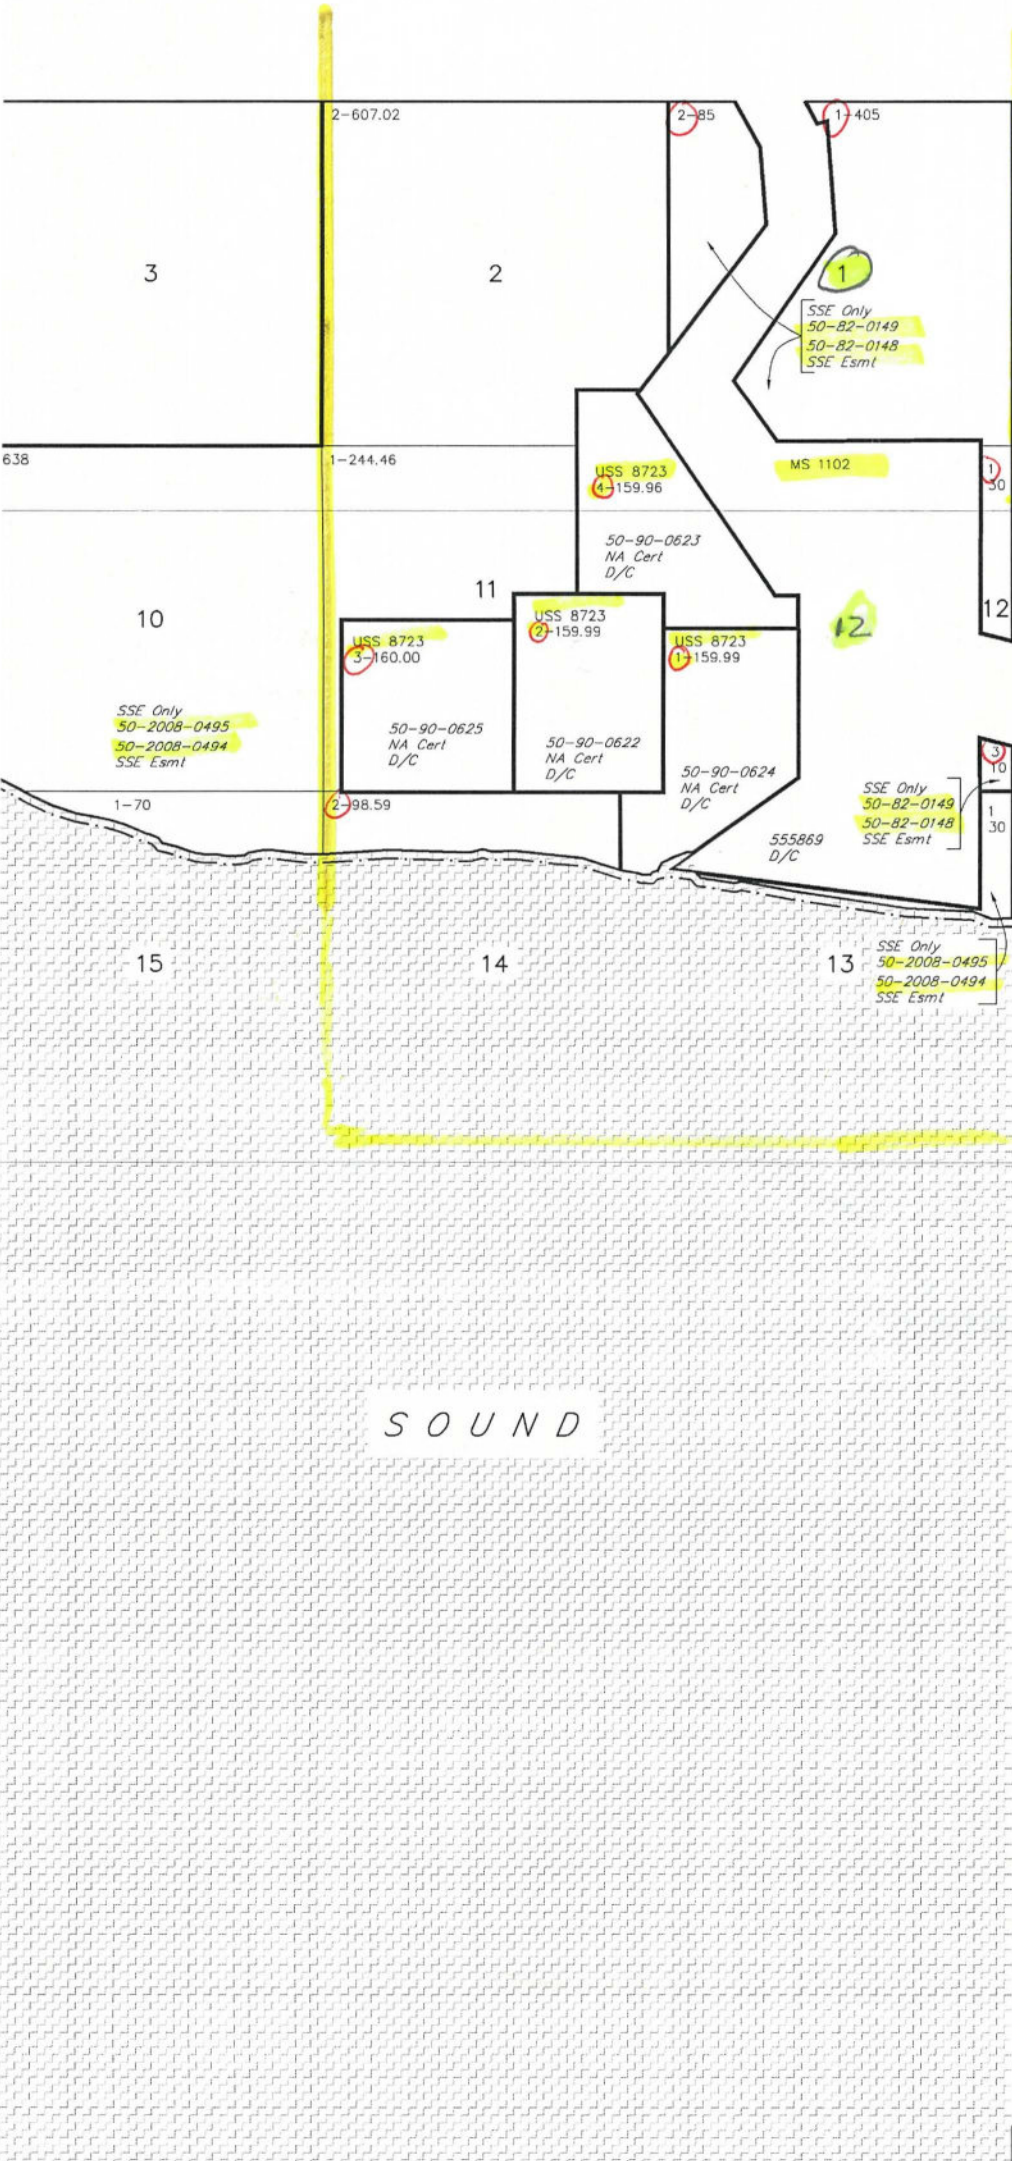 2-607.02
2-85
1-405
3
2
1
SSE Only
50-82-0149
50-82-0148
SSE Esmt
638
1-244.46
USS 8723
4-159.96
MS 1102
1
30
50-90-0623
NA Cert
D/C
10
11
12
12
USS 8723
3-160.00
USS 8723
2-159.99
USS 8723
1-159.99
SSE Only
50-2008-0495
50-2008-0494
SSE Esmt
50-90-0625
NA Cert
D/C
50-90-0622
NA Cert
D/C
50-90-0624
NA Cert
D/C
3
10
SSE Only
50-82-0149
50-82-0148
SSE Esmt
1-70
2-98.59
1
30
555869
D/C
15
14
13
SSE Only
50-2008-0495
50-2008-0494
SSE Esmt
SOUND